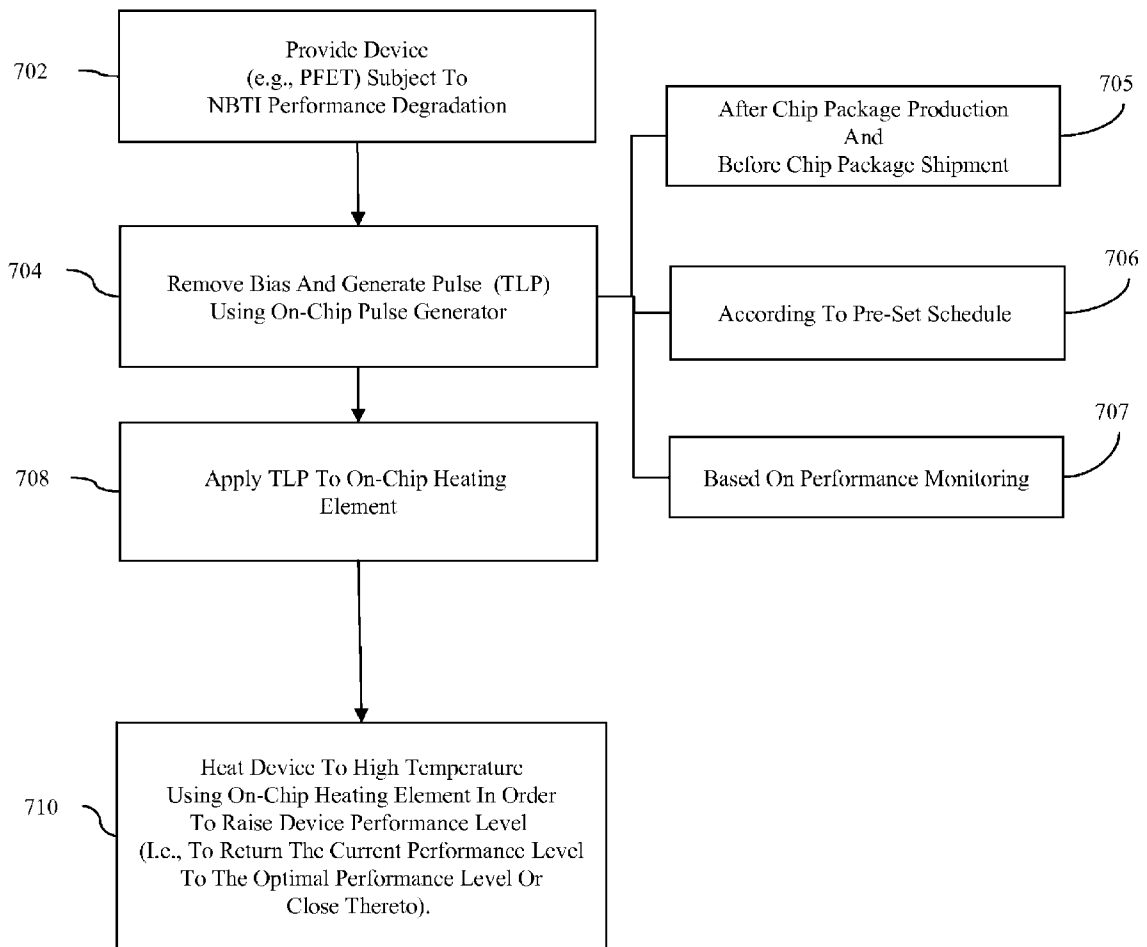 702
Provide Device
(e.g., PFET) Subject To
NBTI Performance Degradation
705
After Chip Package Production
And
Before Chip Package Shipment
704
Remove Bias And Generate Pulse (TLP)
Using On-Chip Pulse Generator
706
According To Pre-Set Schedule
707
Based On Performance Monitoring
708
Apply TLP To On-Chip Heating
Element
710
Heat Device To High Temperature
Using On-Chip Heating Element In Order
To Raise Device Performance Level
(I.e., To Return The Current Performance Level
To The Optimal Performance Level Or
Close Thereto).